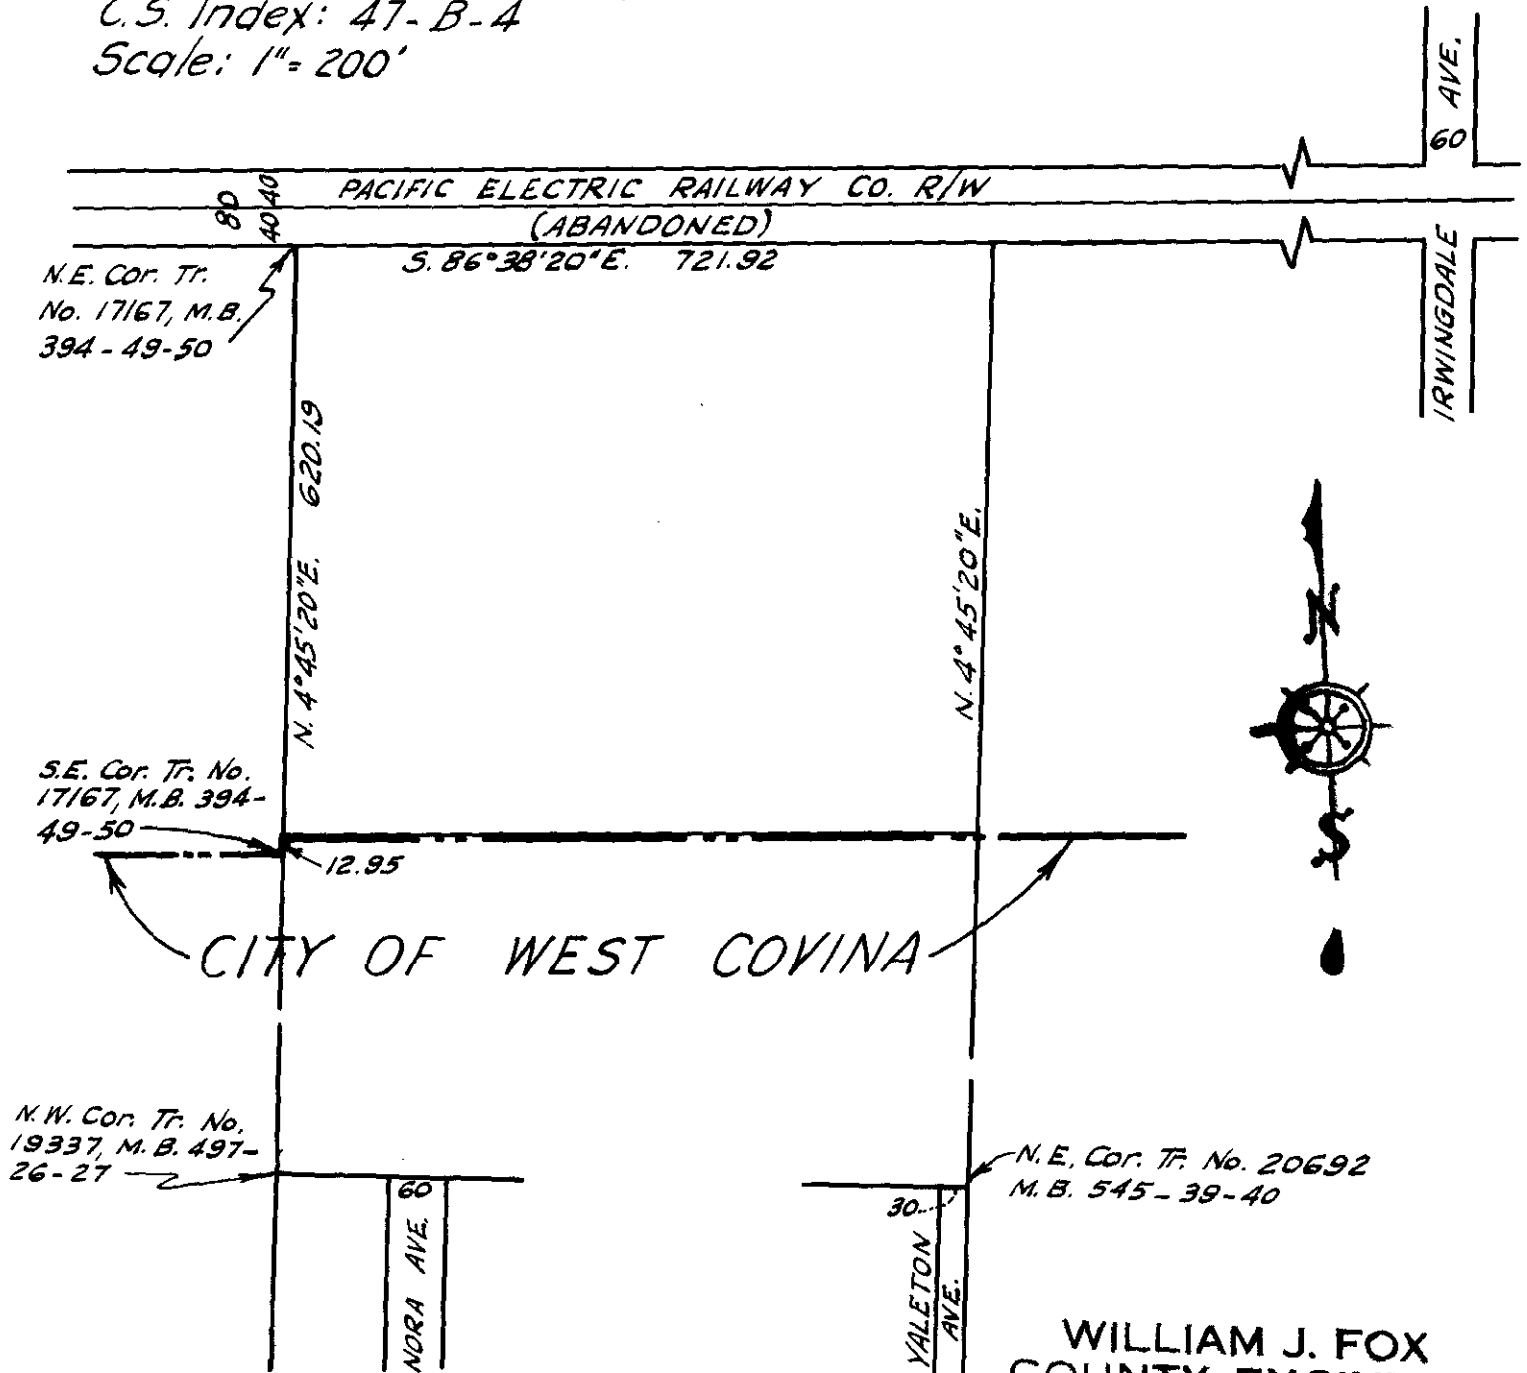 C.S. Index: 47-B-4
Scale: 1"= 200'
60 AVE.
IRWINGDALE
80
40 40
PACIFIC ELECTRIC RAILWAY CO. R/W
(ABANDONED)
S. 86°38'20"E. 721.92
N.E. Cor. Tr.
No. 17167, M.B.
394-49-50
N. 4°45'20"E. 620.19
N. 4°45'20"E.
N
S
S.E. Cor. Tr. No.
17167, M.B. 394-
49-50
12.95
CITY OF WEST COVINA
N.W. Cor. Tr. No.
19337, M.B. 497-
26-27
60
NORA AVE.
30
YALETON
AVE.
N.E. Cor. Tr. No. 20692
M.B. 545-39-40
WILLIAM J. FOX
COUNTY